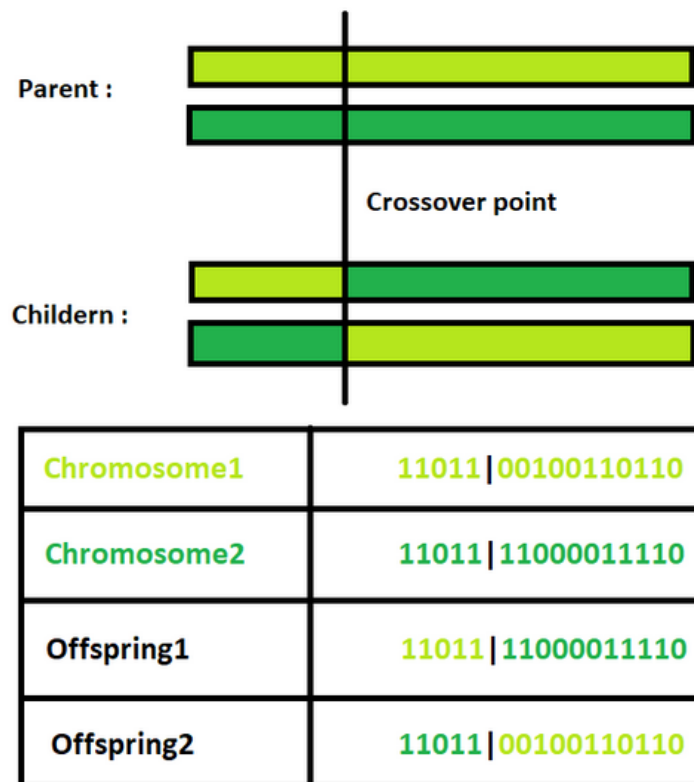 Parent :
Crossover point
Childern :
Chromosome1 11011|00100110110
Chromosome2 11011|11000011110
Offspring1 11011|11000011110
Offspring2 11011|00100110110